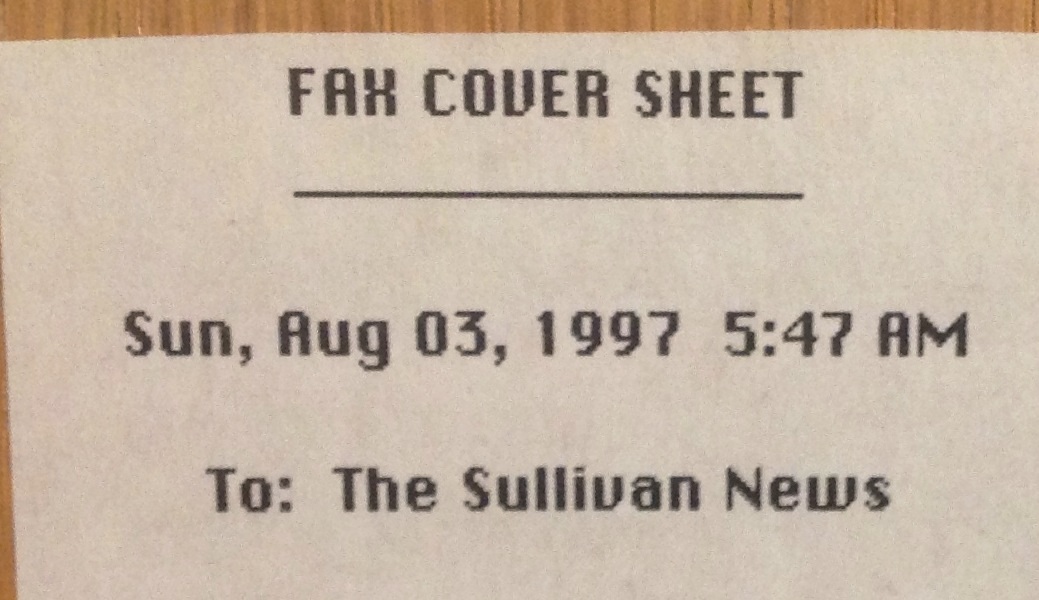 FAX COVER SHEET
Sun, Aug 03, 1997 5:47 AM
To: The Sullivan News